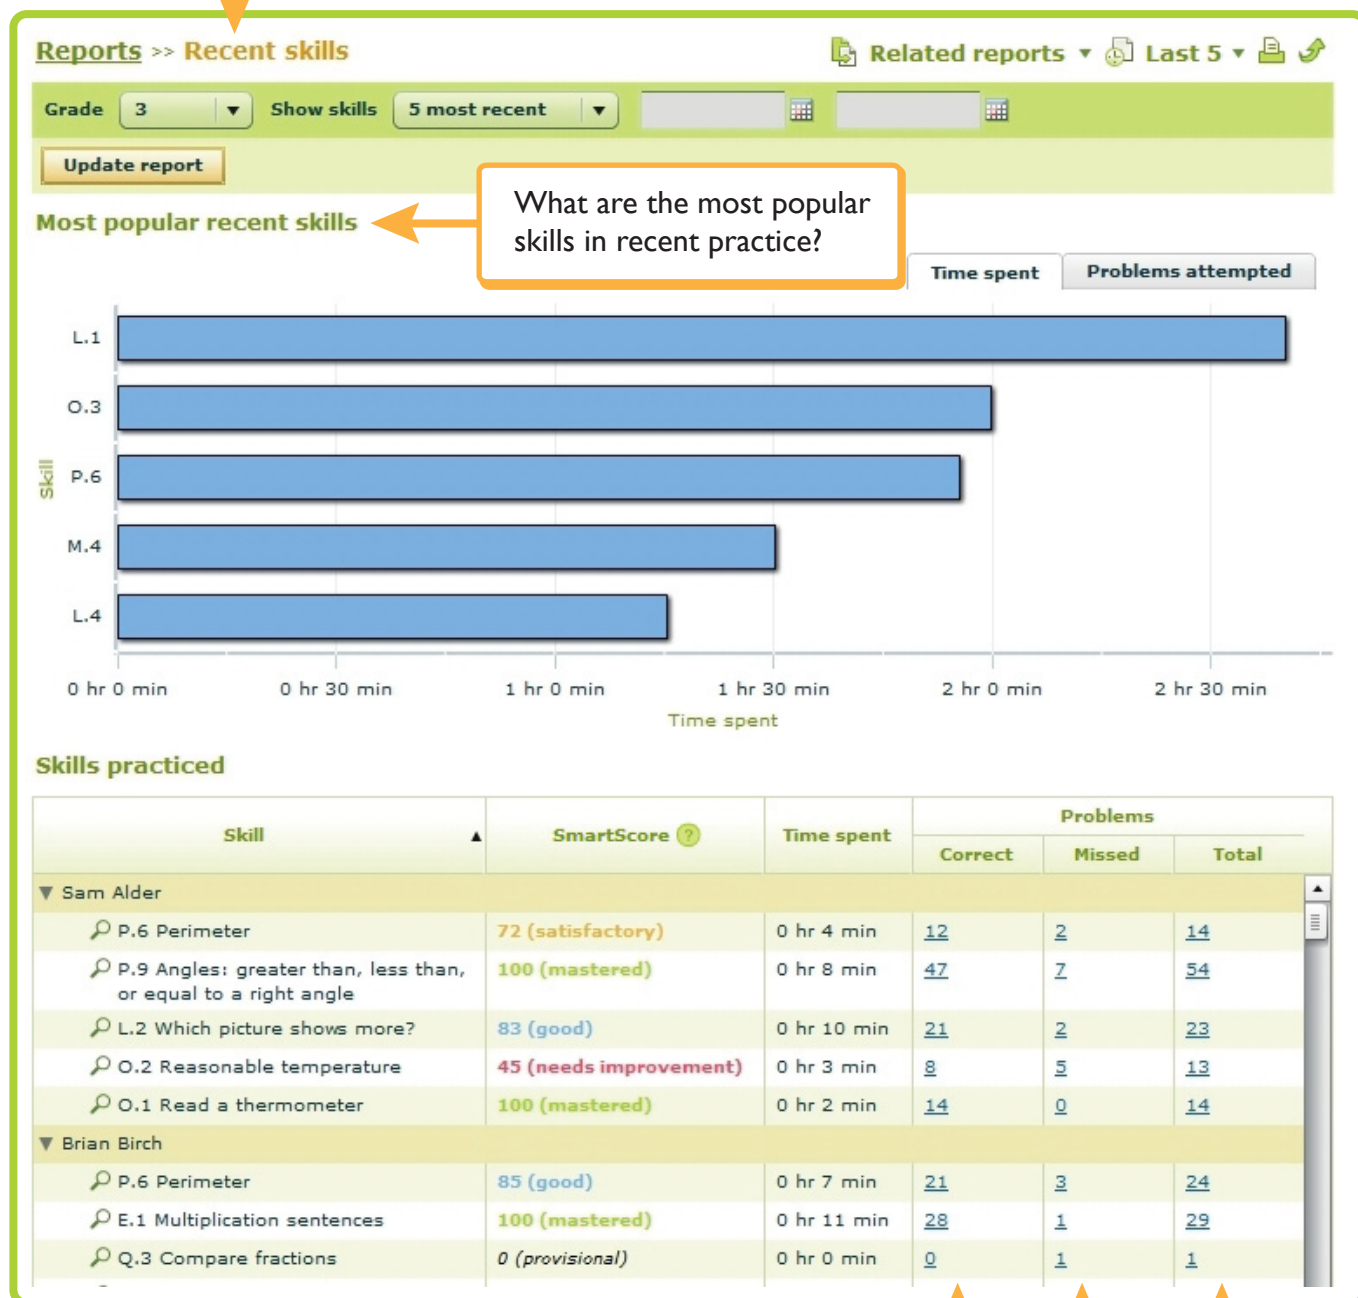 Reports >> Recent skills
Related reports
Last 5
Grade
3
Show skills
5 most recent
Update report
Most popular recent skills
What are the most popular
skills in recent practice?
Time spent
Problems attempted
L.1
O.3
P.6
M.4
L.4
Skill
0 hr 0 min
0 hr 30 min
1 hr 0 min
1 hr 30 min
2 hr 0 min
2 hr 30 min
Time spent
Skills practiced
Skill
SmartScore ?
Time spent
Problems
Correct
Missed
Total
Sam Alder
P.6 Perimeter 72 (satisfactory) 0 hr 4 min 12 2 14
P.9 Angles: greater than, less than, 100 (mastered) 0 hr 8 min 47 7 54
or equal to a right angle
L.2 Which picture shows more? 83 (good) 0 hr 10 min 21 2 23
O.2 Reasonable temperature 45 (needs improvement) 0 hr 3 min 8 5 13
O.1 Read a thermometer 100 (mastered) 0 hr 2 min 14 0 14
Brian Birch
P.6 Perimeter 85 (good) 0 hr 7 min 21 3 24
E.1 Multiplication sentences 100 (mastered) 0 hr 11 min 28 1 29
Q.3 Compare fractions 0 (provisional) 0 hr 0 min 0 1 1